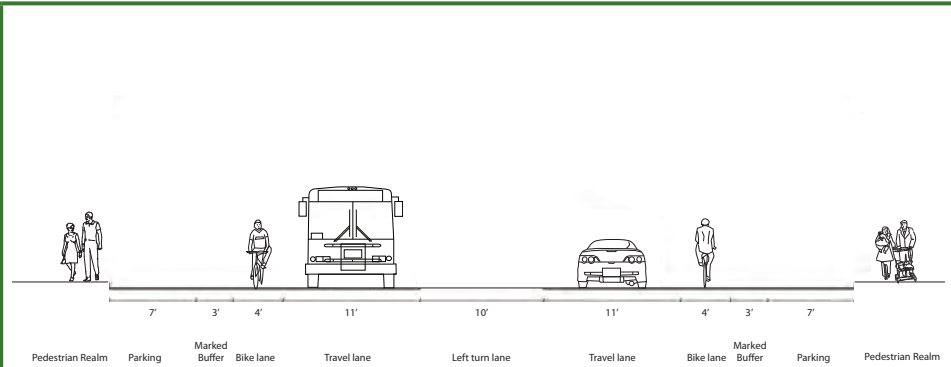 7’ 3’ 4’ 11’ 10’ 11’ 4’ 3’ 7’
Pedestrian Realm Parking Marked Buffer Bike lane Travel lane Left turn lane Travel lane Bike lane Marked Buffer Parking Pedestrian Realm